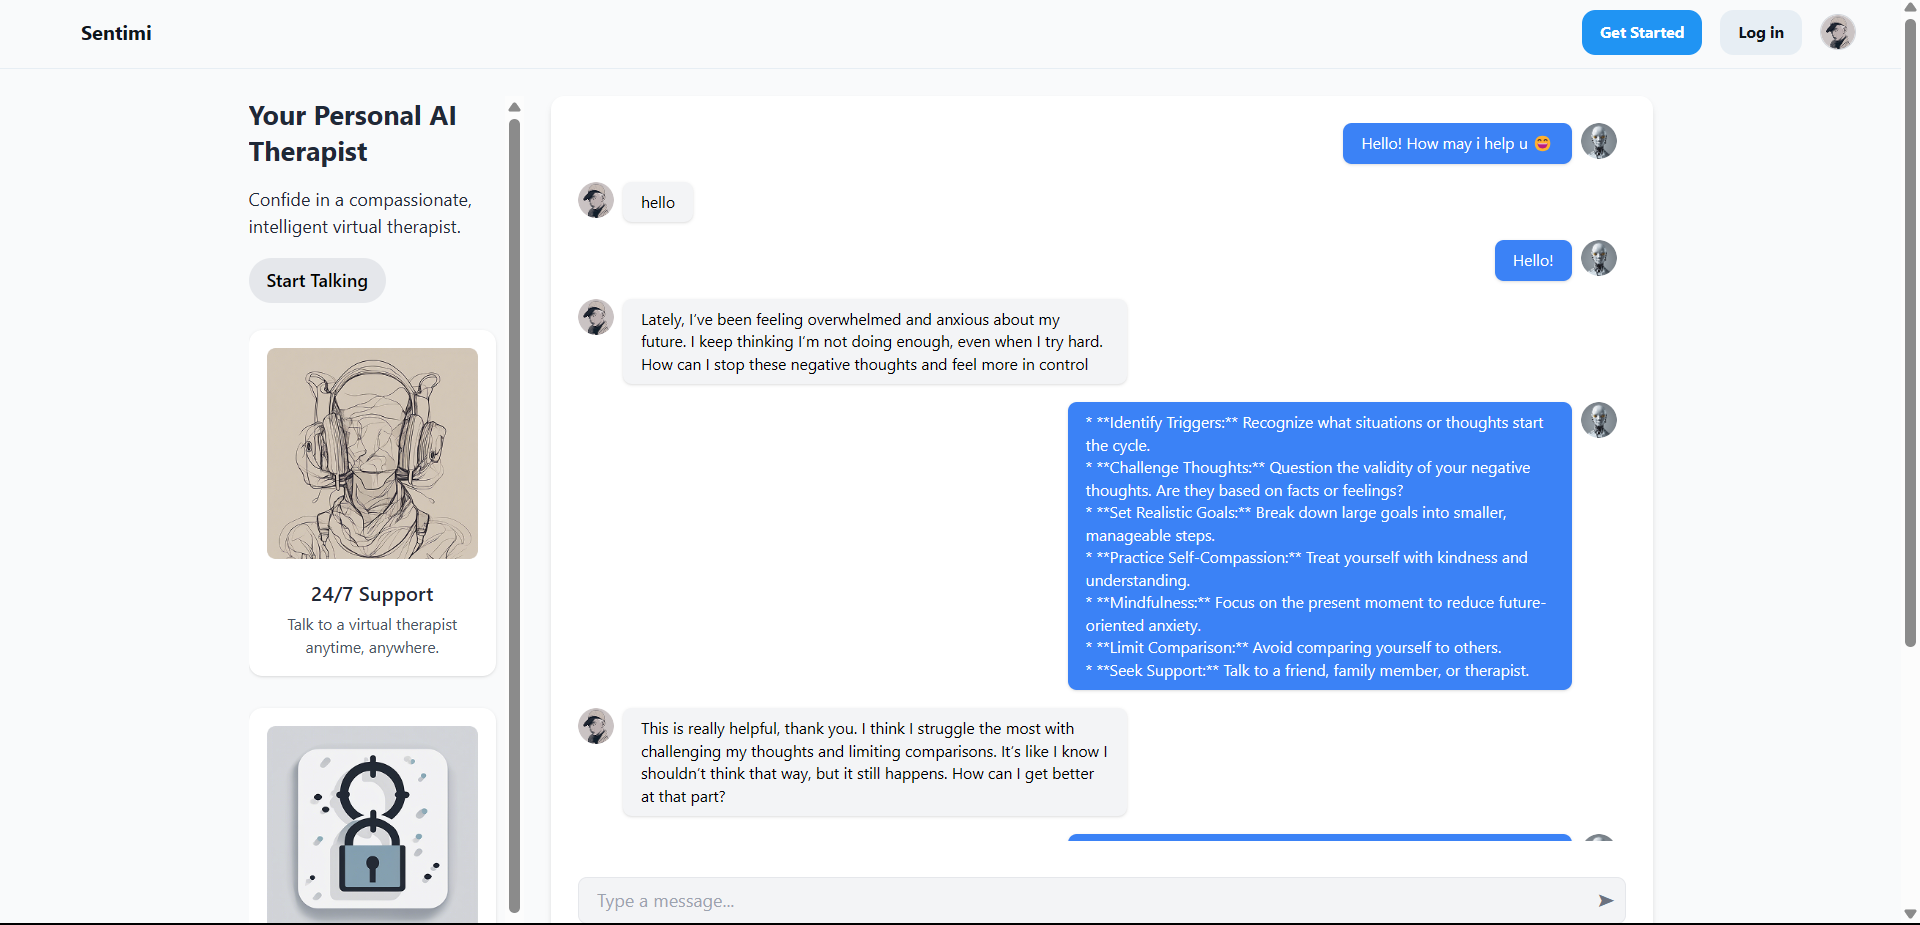 Sentimi
Get Started
Log in
Your Personal AI
Therapist
Confide in a compassionate,
intelligent virtual therapist.
Start Talking
24/7 Support
Talk to a virtual therapist
anytime, anywhere.
Hello! How may i help u 😄
hello
Hello!
Lately, I’ve been feeling overwhelmed and anxious about my
future. I keep thinking I’m not doing enough, even when I try hard.
How can I stop these negative thoughts and feel more in control
* **Identify Triggers:** Recognize what situations or thoughts start
the cycle.
* **Challenge Thoughts:** Question the validity of your negative
thoughts. Are they based on facts or feelings?
* **Set Realistic Goals:** Break down large goals into smaller,
manageable steps.
* **Practice Self-Compassion:** Treat yourself with kindness and
understanding.
* **Mindfulness:** Focus on the present moment to reduce future-
oriented anxiety.
* **Limit Comparison:** Avoid comparing yourself to others.
* **Seek Support:** Talk to a friend, family member, or therapist.
This is really helpful, thank you. I think I struggle the most with
challenging my thoughts and limiting comparisons. It’s like I know I
shouldn’t think that way, but it still happens. How can I get better
at that part?
Type a message...